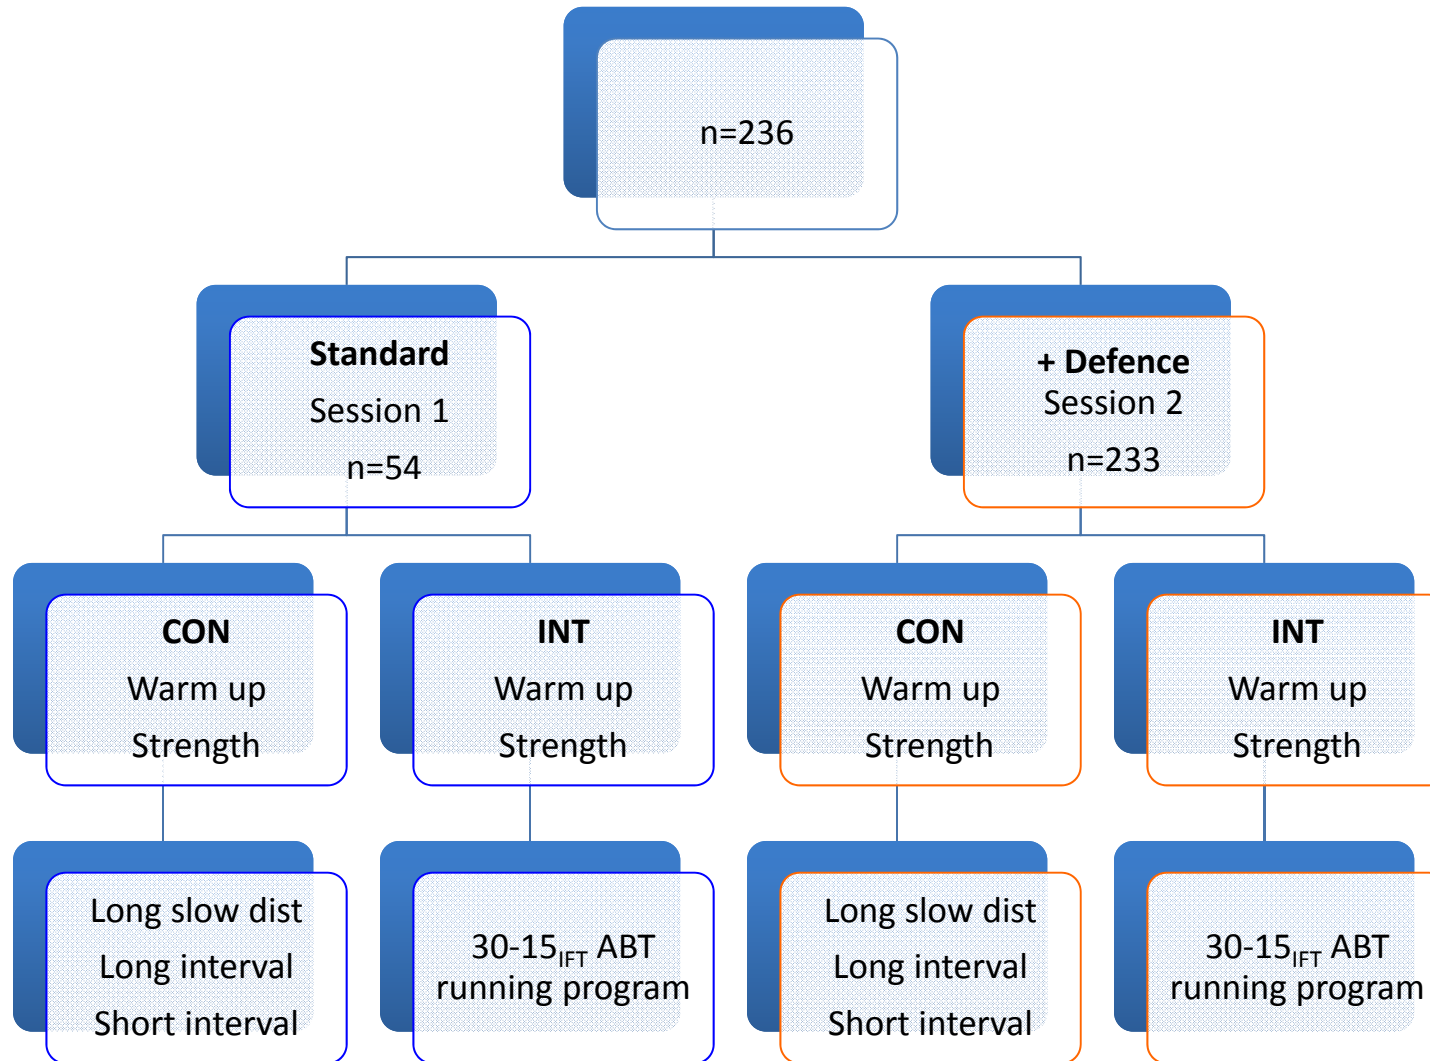 n=236
Standard
Session 1
n=54
+ Defence
Session 2
n=233
CON
Warm up
Strength
INT
Warm up
Strength
CON
Warm up
Strength
INT
Warm up
Strength
Long slow dist
Long interval
Short interval
30-15IFT ABT
running program
Long slow dist
Long interval
Short interval
30-15IFT ABT
running program